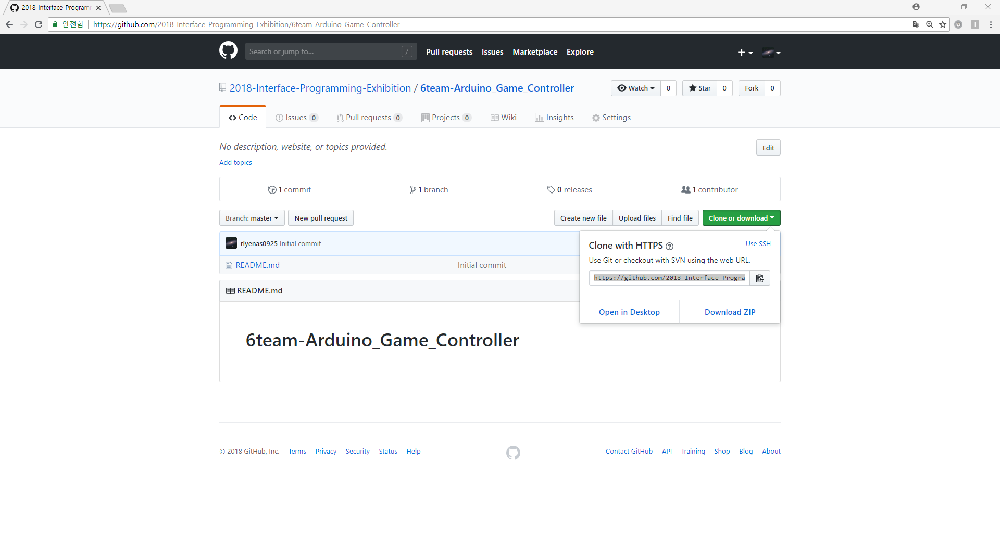 2018-Interface-Program
안전함 https://github.com/2018-Interface-Programming-Exhibition/6team-Arduino_Game_Controller
Search or jump to... / Pull requests Issues Marketplace Explore
2018-Interface-Programming-Exhibition / 6team-Arduino_Game_Controller Watch 0 Star 0 Fork 0
Code Issues 0 Pull requests 0 Projects 0 Wiki Insights Settings
No description, website, or topics provided. Edit
Add topics
1 commit 1 branch 0 releases 1 contributor
Branch: master New pull request Create new file Upload files Find file Clone or download
riyenas0925 Initial commit
README.md Initial commit
Clone with HTTPS Use SSH
Use Git or checkout with SVN using the web URL.
https://github.com/2018-Interface-Progra
Open in Desktop Download ZIP
README.md
6team-Arduino_Game_Controller
© 2018 GitHub, Inc. Terms Privacy Security Status Help Contact GitHub API Training Shop Blog About